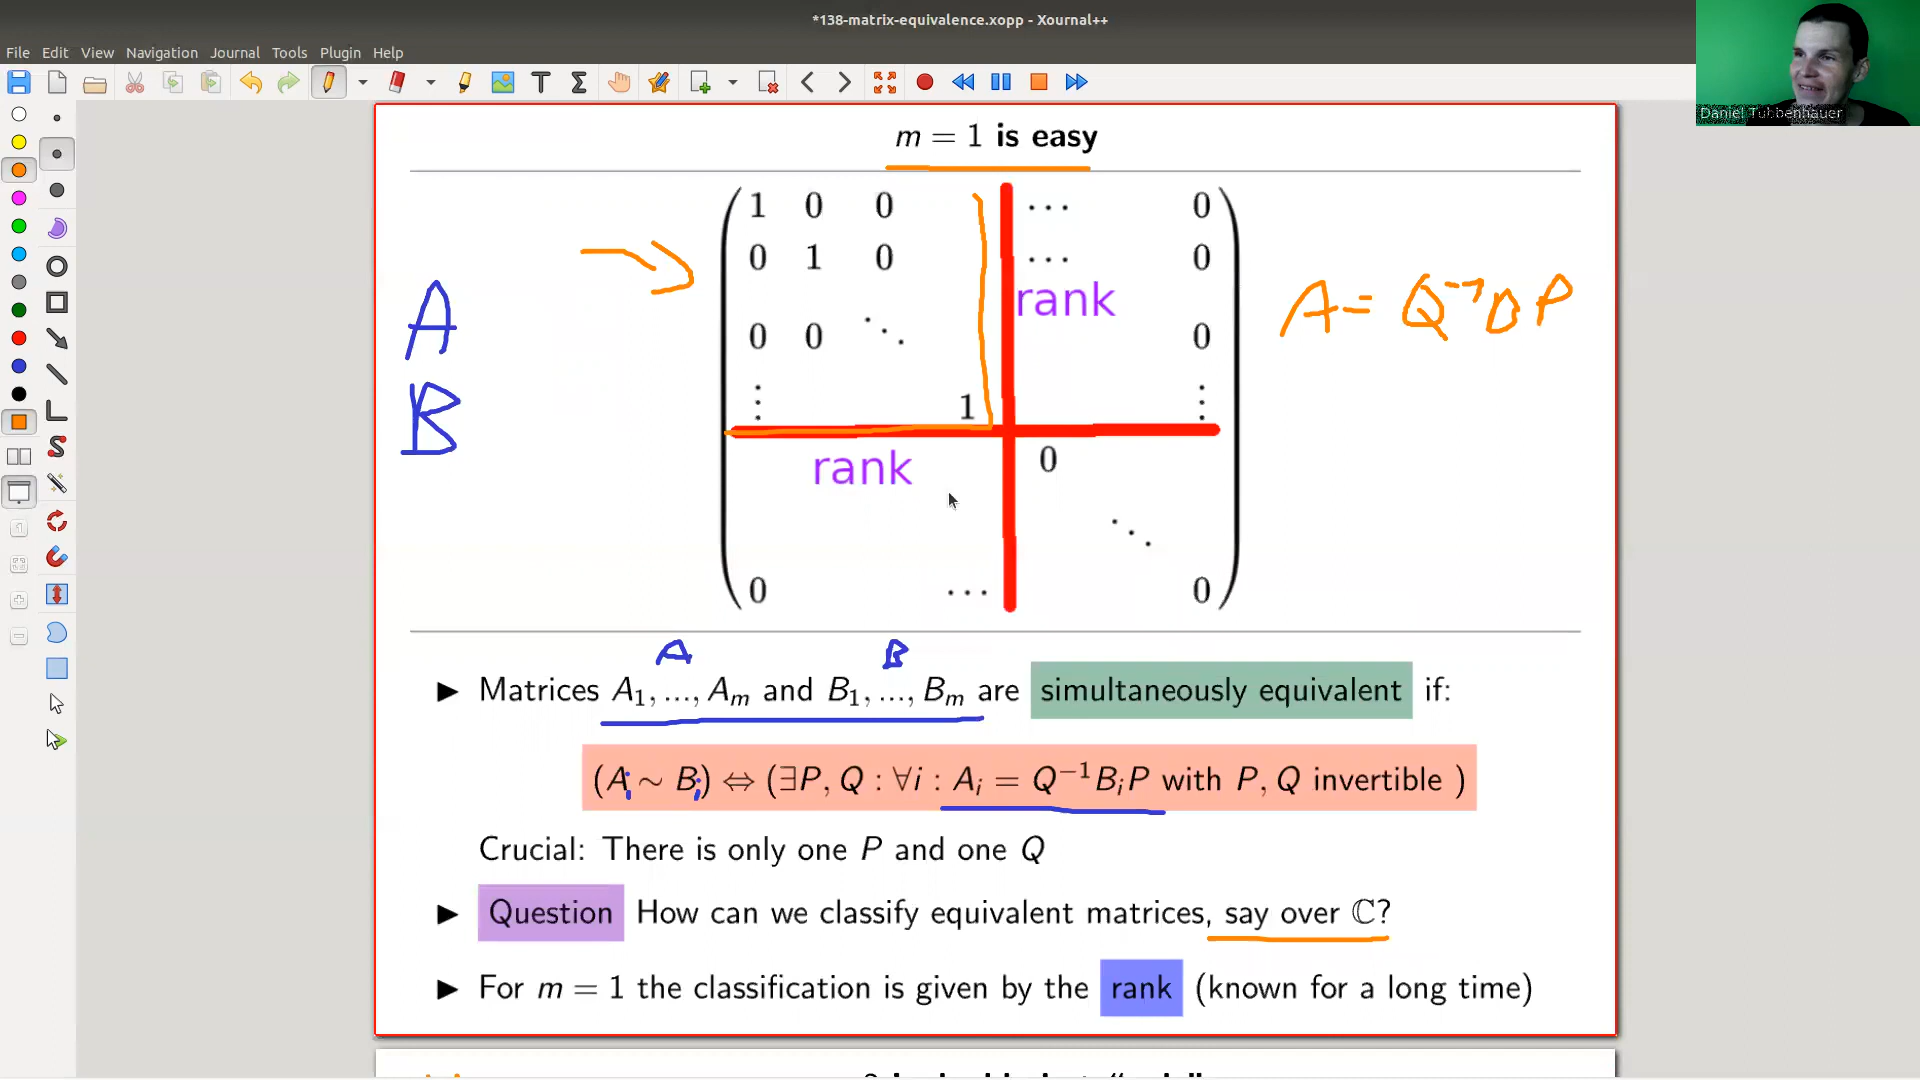 *138-matrix-equivalence.xopp - Xournal++
File Edit View Navigation Journal Tools Plugin Help
Daniel Tubbenhauer
m = 1 is easy
1 0 0 ⋯ 0
0 1 0 ⋯ 0
rank
0 0 ⋱ 0
⋮ 1 ⋮
rank 0
⋱
0 ⋯ 0
A
B
A = Q⁻¹DP
A B
► Matrices A₁, ..., Aₘ and B₁, ..., Bₘ are simultaneously equivalent if:
(Aᵢ ∼ Bᵢ) ⇔ (∃P, Q : ∀i : Aᵢ = Q⁻¹BᵢP with P, Q invertible )
Crucial: There is only one P and one Q
► Question How can we classify equivalent matrices, say over ℂ?
► For m = 1 the classification is given by the rank (known for a long time)